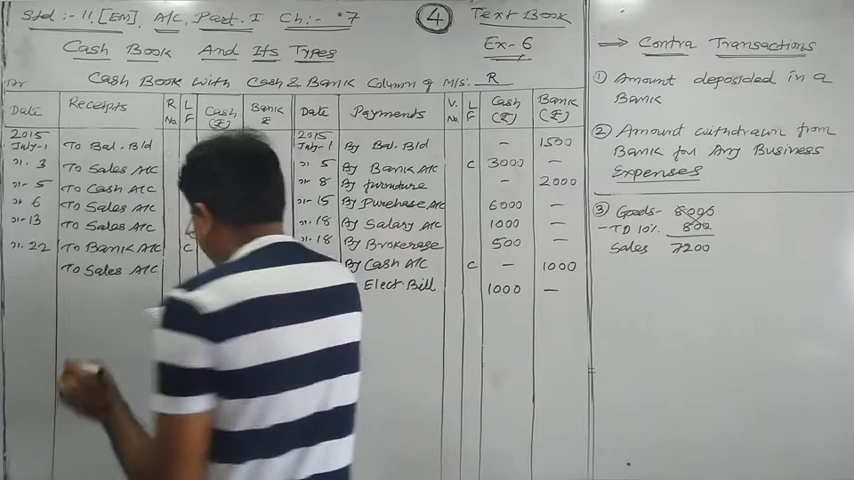 Std :- 11. [EM]. A/C. Part. I Ch :- 7
4 Text Book
Cash Book And Its Types Ex-6
Dr Cash Book with Cash & Bank Column of M/s: R
Date Receipts R No. L F Cash (₹) Bank ₹ Date Payments V. No. L F Cash (₹) Bank (₹)
2015 2015
July-1 To Bal. B/d July-1 By Bal. B/d - 1500
3 To Sales A/C 5 By Bank A/C C 3000 -
5 To Cash A/C 8 By furniture - 2000
6 To Sales A/C 15 By Purchase A/C 6000 -
13 To Sales A/C 18 By Salary A/C 1000 -
22 To Bank A/C C 18 By Brokerage 500 -
To Sales A/C By Cash A/C C - 1000
Elect. Bill 1000 -
→ Contra Transactions
① Amount deposided in a
Bank
② Amount withdrawn from
Bank for Any Business
Expenses
③ Goods - 8000
- TD 10% 800
Sales 7200